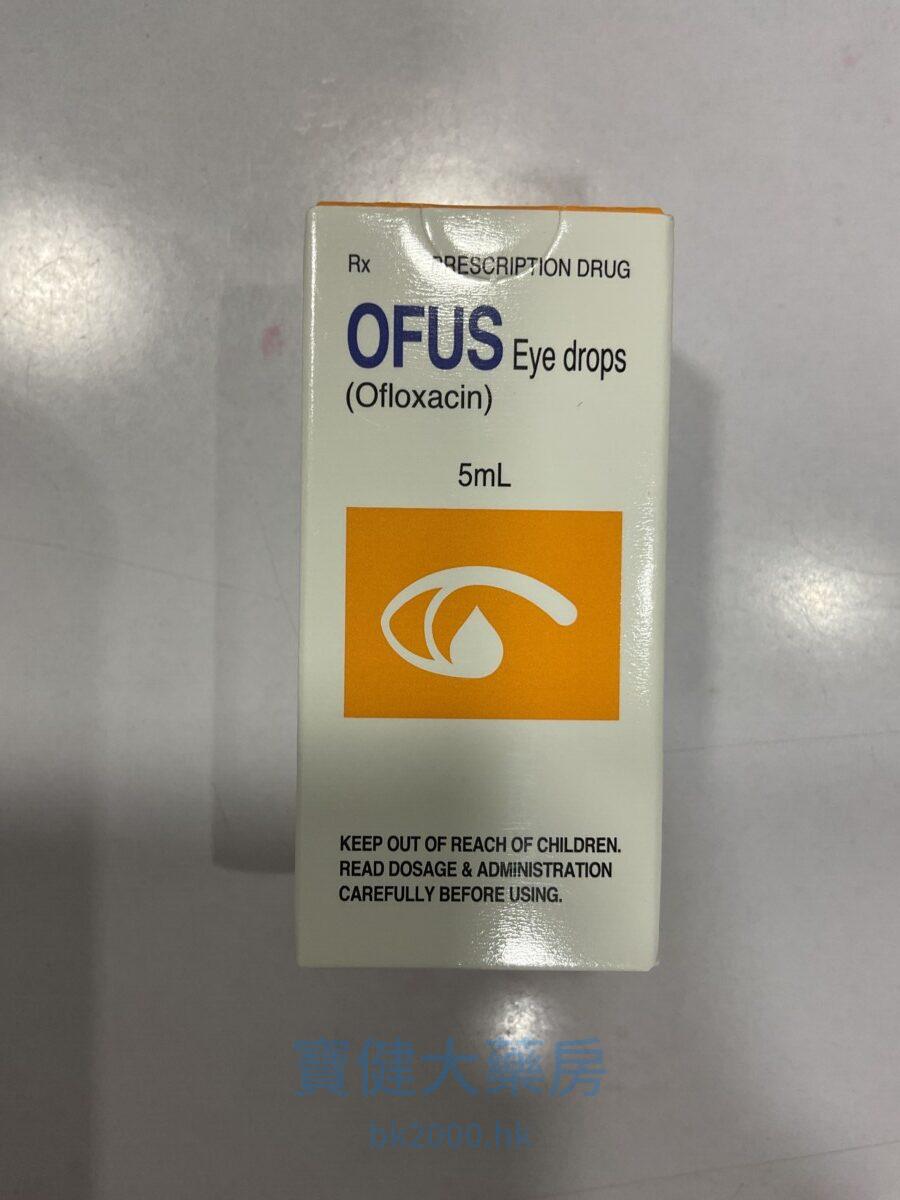 Rx PRESCRIPTION DRUG
OFUS Eye drops
(Ofloxacin)
5mL
KEEP OUT OF REACH OF CHILDREN.
READ DOSAGE & ADMINISTRATION
CAREFULLY BEFORE USING.
寶健大藥房
bk2000.hk